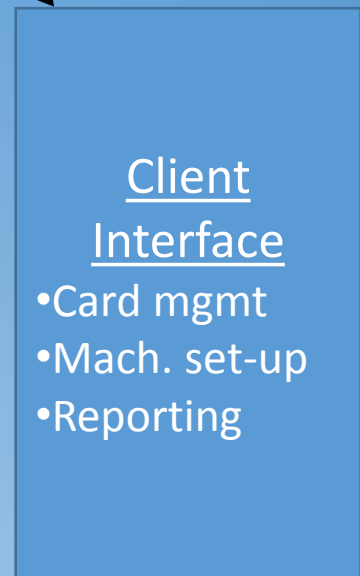 Client
Interface
•Card mgmt
•Mach. set-up
•Reporting